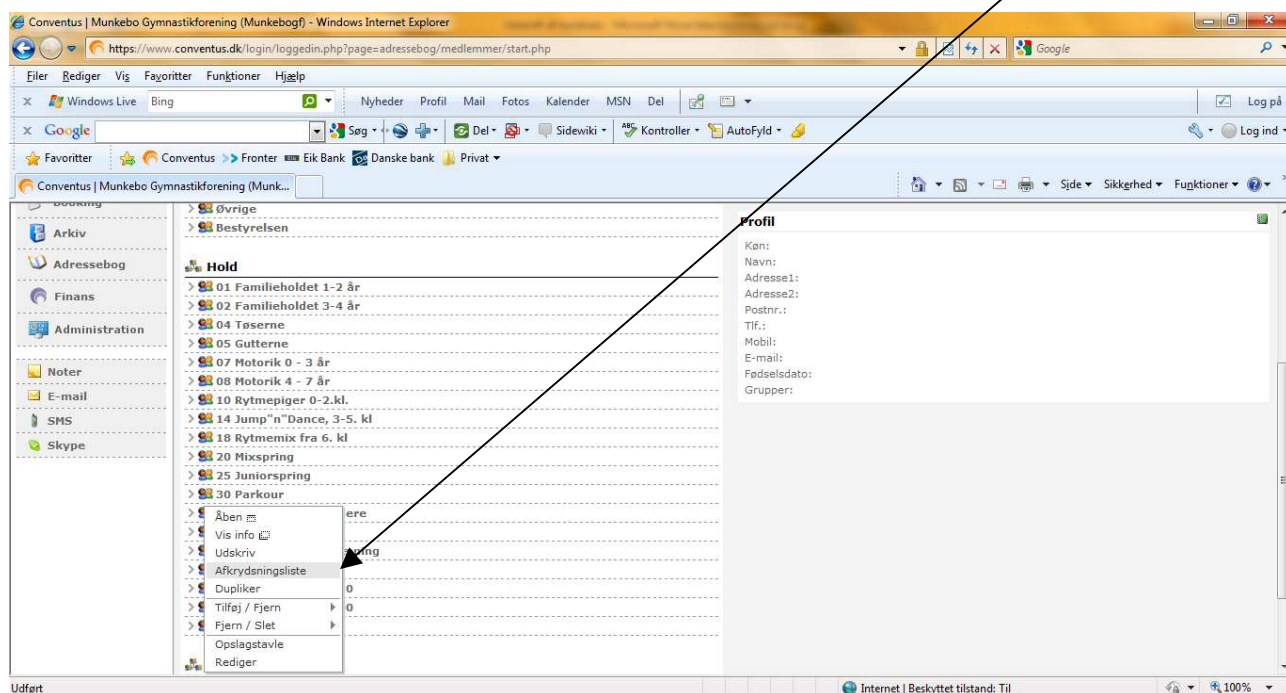 Conventus | Munkebo Gymnastikforening (Munkebogf) - Windows Internet Explorer
https://www.conventus.dk/login/loggedin.php?page=adressebog/medlemmer/start.php
Google
Filer Rediger Vis Favoritter Funktioner Hjælp
x Windows Live Bing Nyheder Profil Mail Fotos Kalender MSN Del Log på
x Google Søg Del Sidewiki Kontroller AutoFyld Log ind
Favoritter Conventus >> Fronter Eik Bank Danske bank Privat
Conventus | Munkebo Gymnastikforening (Munk... Side Sikkerhed Funktioner
Booking
Arkiv
Adressebog
Finans
Administration
Noter
E-mail
SMS
Skype
> Øvrige
> Bestyrelsen
Hold
> 01 Familieholdet 1-2 år
> 02 Familieholdet 3-4 år
> 04 Tøserne
> 05 Gutterne
> 07 Motorik 0 - 3 år
> 08 Motorik 4 - 7 år
> 10 Rytmepiger 0-2.kl.
> 14 Jump"n"Dance, 3-5. kl
> 18 Rytmemix fra 6. kl
> 20 Mixspring
> 25 Juniorspring
> 30 Parkour
ere
0
0
Åben
Vis info
Udskriv
Afkrydsningsliste
Dupliker
Tilføj / Fjern
Fjern / Slet
Opslagstavle
Rediger
Profil
Køn:
Navn:
Adresse1:
Adresse2:
Postnr.:
Tlf.:
Mobil:
E-mail:
Fødselsdato:
Grupper:
Udført
Internet | Beskyttet tilstand: Til
100%